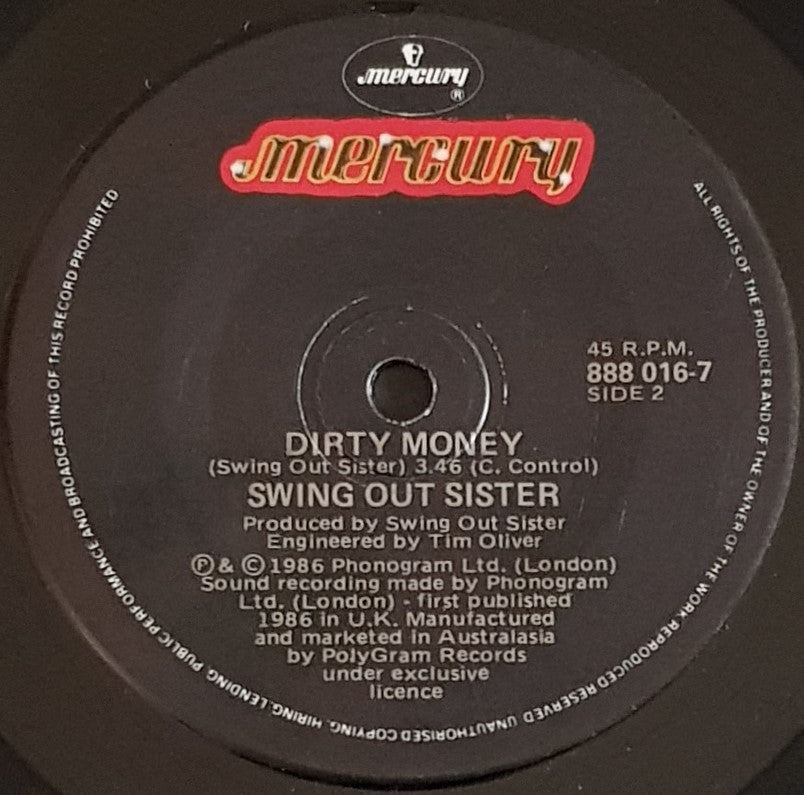 mercury
®
mercury
45 R.P.M.
888 016-7
SIDE 2
DIRTY MONEY
(Swing Out Sister) 3.46 (C. Control)
SWING OUT SISTER
Produced by Swing Out Sister
Engineered by Tim Oliver
℗ & © 1986 Phonogram Ltd. (London)
Sound recording made by Phonogram
Ltd. (London) - first published
1986 in U.K. Manufactured
and marketed in Australasia
by PolyGram Records
under exclusive
licence
ALL RIGHTS OF THE PRODUCER AND OF THE OWNER OF THE WORK REPRODUCED RESERVED UNAUTHORISED COPYING, HIRING, LENDING, PUBLIC PERFORMANCE AND BROADCASTING OF THIS RECORD PROHIBITED